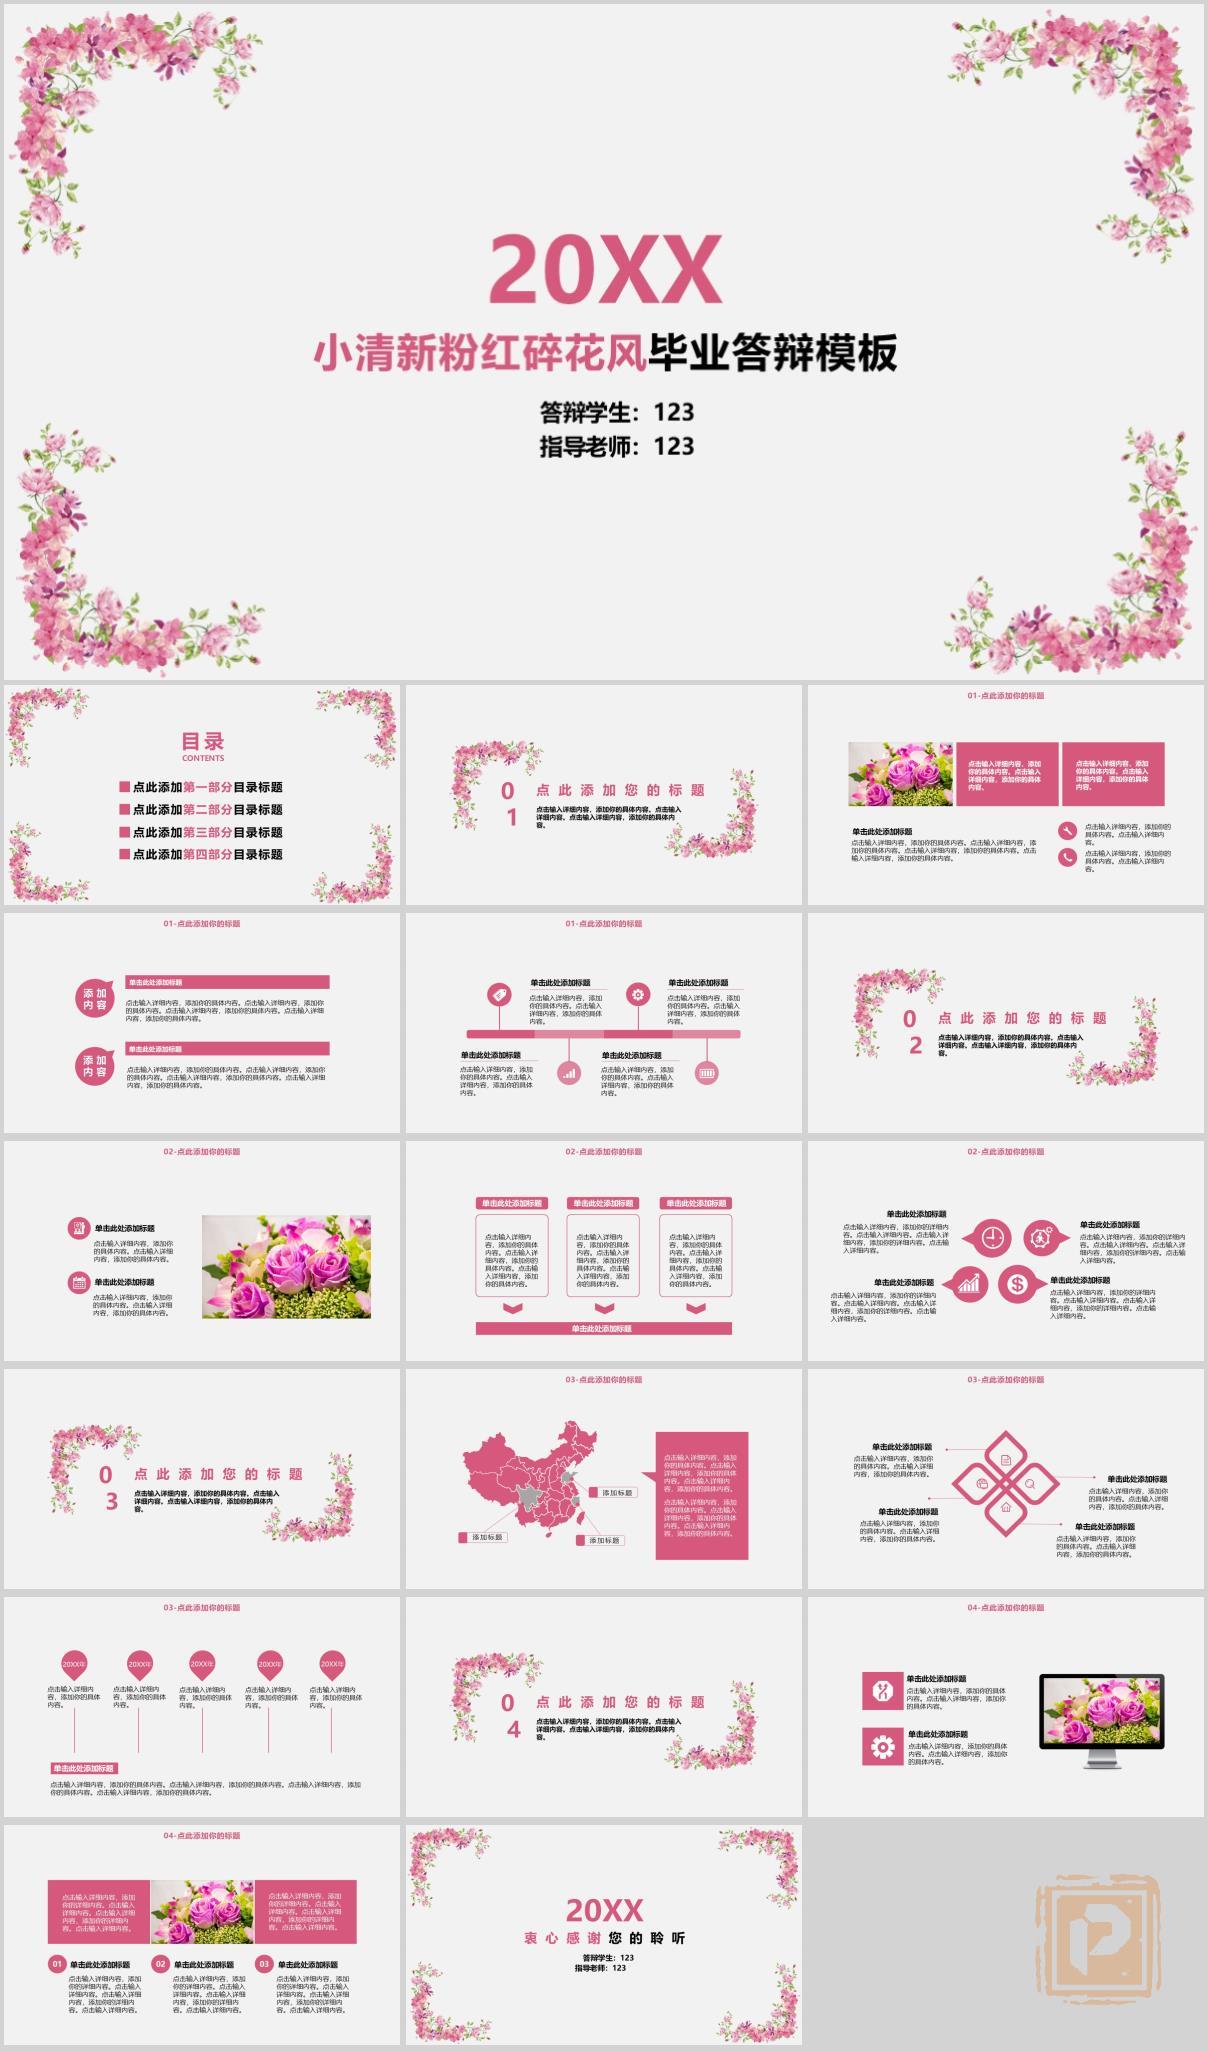 20XX
小清新粉红碎花风毕业答辩模板
答辩学生：123
指导老师：123
目录
CONTENTS
点此添加第一部分目录标题
点此添加第二部分目录标题
点此添加第三部分目录标题
点此添加第四部分目录标题
0
1
点此添加您的标题
点击输入详细内容，添加你的具体内容。点击输入
详细内容。点击输入详细内容，添加你的具体内
容。
01-点此添加你的标题
点击输入详细内容，添加
你的具体内容。点击输入
详细内容，添加你的具体
内容。
点击输入详细内容，添加
你的具体内容。点击输
入详细内容，添加你的具体内
容。
单击此处添加标题
点击输入详细内容，添加你的具体内容。点击输入详细内容，添
加你的具体内容。点击输入详细内容，添加你的具体内容。点击
输入详细内容，添加你的具体内容。
点击输入详细内容，添加你的
具体内容。点击输入详细内
容。
点击输入详细内容，添加你的
具体内容。点击输入详细内
容。
01-点此添加你的标题
添加
内容
单击此处添加标题
点击输入详细内容，添加你的具体内容。点击输入详细内容，添加你
的具体内容。点击输入详细内容，添加你的具体内容。点击输入详细
内容，添加你的具体内容。
添加
内容
单击此处添加标题
点击输入详细内容，添加你的具体内容。点击输入详细内容，添加你
的具体内容。点击输入详细内容，添加你的具体内容。点击输入详细
内容，添加你的具体内容。
01-点此添加你的标题
单击此处添加标题
点击输入详细内容，添加
你的具体内容。点击输入
详细内容，添加你的具体
内容。
单击此处添加标题
点击输入详细内容，添加
你的具体内容。点击输入
详细内容，添加你的具体
内容。
单击此处添加标题
点击输入详细内容，添加
你的具体内容。点击输入
详细内容，添加你的具体
内容。
单击此处添加标题
点击输入详细内容，添加
你的具体内容。点击输入
详细内容，添加你的具体
内容。
0
2
点此添加您的标题
点击输入详细内容，添加你的具体内容。点击输入
详细内容。点击输入详细内容，添加你的具体内
容。
02-点此添加你的标题
单击此处添加标题
点击输入详细内容，添加你
的具体内容。点击输入详细
内容，添加你的具体内容。
单击此处添加标题
点击输入详细内容，添加你
的具体内容。点击输入详细
内容，添加你的具体内容。
02-点此添加你的标题
单击此处添加标题
单击此处添加标题
单击此处添加标题
点击输入详细内
容，添加你的具体
内容。点击输入详
细内容，添加你的
具体内容。点击输
入详细内容，添加
你的具体内容。
点击输入详细内
容，添加你的具体
内容。点击输入详
细内容，添加你的
具体内容。点击输
入详细内容，添加
你的具体内容。
点击输入详细内
容，添加你的具体
内容。点击输入详
细内容，添加你的
具体内容。点击输
入详细内容，添加
你的具体内容。
单击此处添加标题
02-点此添加你的标题
单击此处添加标题
单击此处添加标题
单击此处添加标题
单击此处添加标题
0
3
点此添加您的标题
点击输入详细内容，添加你的具体内容。点击输入
详细内容。点击输入详细内容，添加你的具体内
容。
03-点此添加你的标题
添加标题
添加标题
添加标题
点击输入详细内容，添加
你的具体内容。点击输入
详细内容，添加你的具体
内容。点击输入详细内
容，添加你的具体内容。
点击输入详细内容，添加
你的具体内容。点击输入
详细内容，添加你的具体
内容。点击输入详细内
容，添加你的具体内容。
03-点此添加你的标题
单击此处添加标题
点击输入详细内容，添加你
的具体内容。点击输入详细
内容，添加你的具体内容。
单击此处添加标题
点击输入详细内容，添加你
的具体内容。点击输入详细
内容，添加你的具体内容。
单击此处添加标题
点击输入详细内容，添加你
的具体内容。点击输入详细
内容，添加你的具体内容。
单击此处添加标题
点击输入详细内容，添加你
的具体内容。点击输入详细
内容，添加你的具体内容。
03-点此添加你的标题
20XX年
20XX年
20XX年
20XX年
20XX年
点击输入详细内
容，添加你的具体
内容。
点击输入详细内
容，添加你的具体
内容。
点击输入详细内
容，添加你的具体
内容。
点击输入详细内
容，添加你的具体
内容。
点击输入详细内
容，添加你的具体
内容。
单击此处添加标题
点击输入详细内容，添加你的具体内容。点击输入详细内容，添加你的具体内容。点击输入详细内容，添加
你的具体内容。点击输入详细内容，添加你的具体内容。
0
4
点此添加您的标题
点击输入详细内容，添加你的具体内容。点击输入
详细内容。点击输入详细内容，添加你的具体内
容。
04-点此添加你的标题
单击此处添加标题
点击输入详细内容，添加你的具体
内容。点击输入详细内容，添加你
的具体内容。
单击此处添加标题
点击输入详细内容，添加你的具体
内容。点击输入详细内容，添加你
的具体内容。
04-点此添加你的标题
点击输入详细内容，添加
你的详细内容。点击输入
详细内容。点击输入详细
内容，添加你的详细内
容。点击输入详细内容。
点击输入详细内容，添加
你的详细内容。点击输入
详细内容。点击输入详细
内容，添加你的详细内
容。点击输入详细内容。
01 单击此处添加标题
02 单击此处添加标题
03 单击此处添加标题
点击输入详细内容，添加
你的详细内容。点击输入
详细内容。点击输入详细
内容，添加你的详细内
容。点击输入详细内容。
点击输入详细内容，添加
你的详细内容。点击输入
详细内容。点击输入详细
内容，添加你的详细内
容。点击输入详细内容。
点击输入详细内容，添加
你的详细内容。点击输入
详细内容。点击输入详细
内容，添加你的详细内
容。点击输入详细内容。
20XX
衷心感谢您的聆听
答辩学生：123
指导老师：123